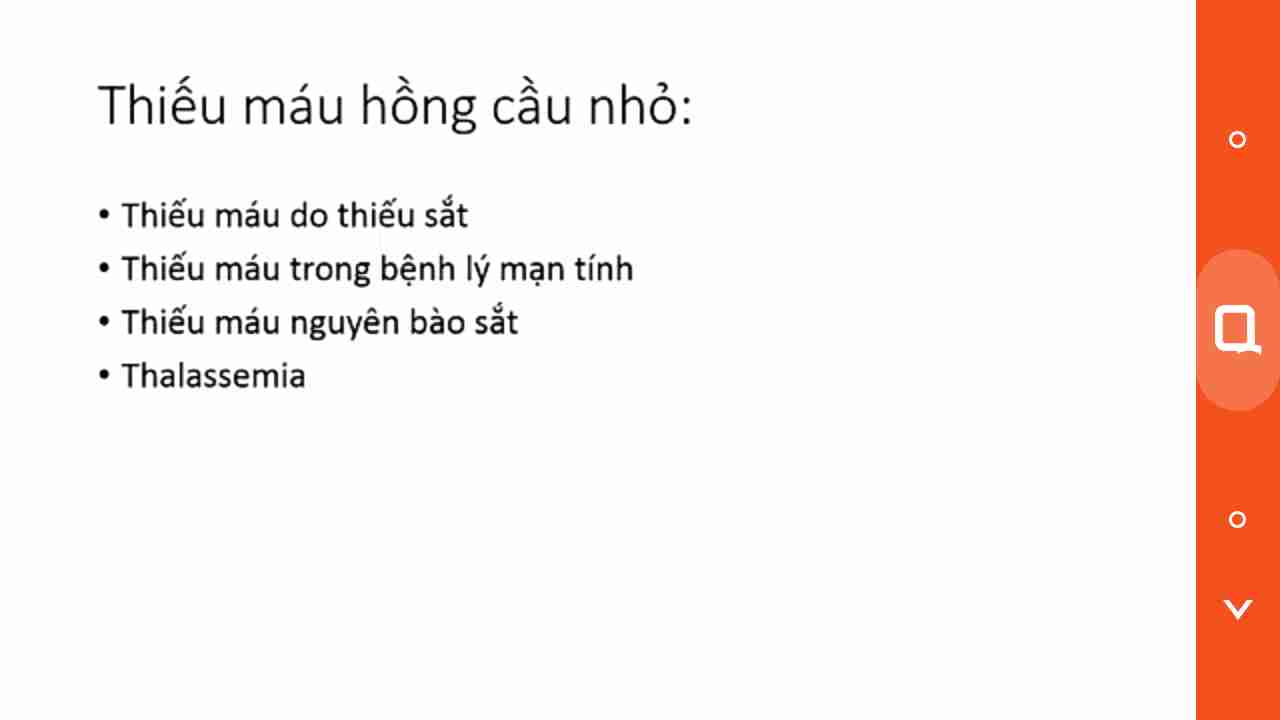 Thiếu máu hồng cầu nhỏ:
• Thiếu máu do thiếu sắt
• Thiếu máu trong bệnh lý mạn tính
• Thiếu máu nguyên bào sắt
• Thalassemia